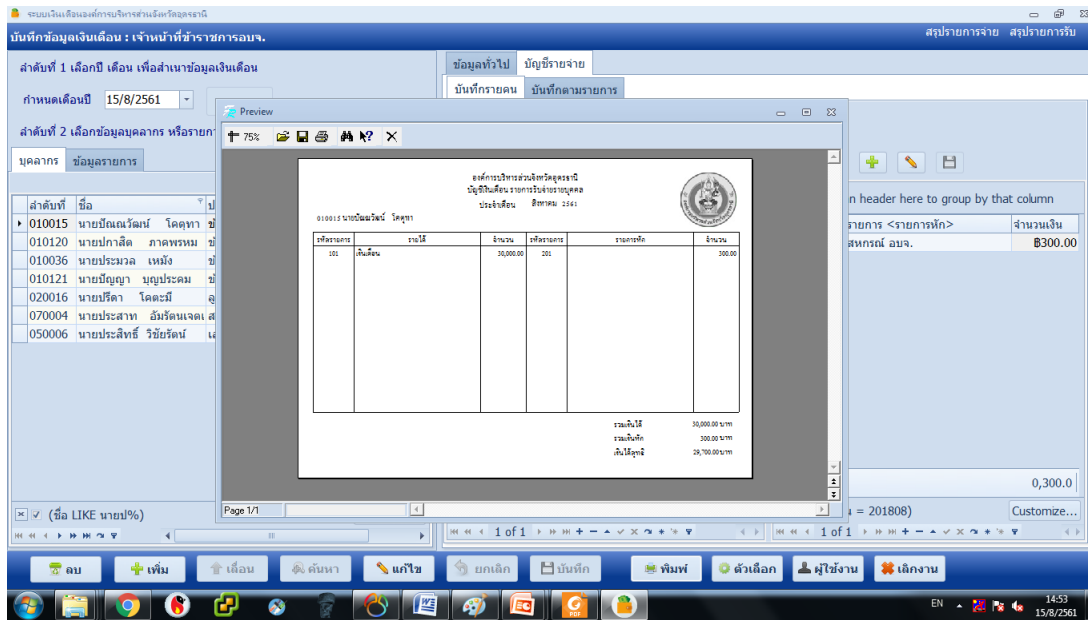 ระบบเงินเดือนองค์การบริหารส่วนจังหวัดอุดรธานี
บันทึกข้อมูลเงินเดือน : เจ้าหน้าที่ข้าราชการอบจ.
สรุปรายการจ่าย สรุปรายการรับ
ลำดับที่ 1 เลือกปี เดือน เพื่อสำเนาข้อมูลเงินเดือน
กำหนดเดือนปี 15/8/2561
ลำดับที่ 2 เลือกข้อมูลบุคลากร หรือรายก
บุคลากร ข้อมูลรายการ
ลำดับที่ ชื่อ ป
010015 นายปัณณวัฒน์ โคตุทา ข้
010120 นายปกาสิต ภาคพรหม ข้
010036 นายประมวล เหมัง ข้
010121 นายปัญญา บุญประคม ข้
020016 นายปรีดา โคตะมี ลู
070004 นายประสาท อัมรัตนเจตเ ส
050006 นายประสิทธิ์ วิชัยรัตน์ เล
(ชื่อ LIKE นายป%)
ข้อมูลทั่วไป บัญชีรายจ่าย
บันทึกรายคน บันทึกตามรายการ
n header here to group by that column
รายการ <รายการหัก> จำนวนเงิน
สหกรณ์ อบจ. ฿300.00
0,300.0
= 201808) Customize...
1 of 1
1 of 1
Preview
75%
องค์การบริหารส่วนจังหวัดอุดรธานี
บัญชีเงินเดือน รายการรับจ่ายรายบุคคล
ประจำเดือน สิงหาคม 2561
010015 นายปัณณวัฒน์ โคตุทา
รหัสรายการ รายได้ จำนวน รหัสรายการ รายการหัก จำนวน
101 เงินเดือน 30,000.00 201 300.00
รวมเงินได้ 30,000.00 บาท
รวมเงินหัก 300.00 บาท
เงินได้สุทธิ 29,700.00 บาท
Page 1/1
ลบ เพิ่ม เลื่อน ค้นหา แก้ไข ยกเลิก บันทึก พิมพ์ ตัวเลือก ผู้ใช้งาน เลิกงาน
PDF
EN 14:53
15/8/2561